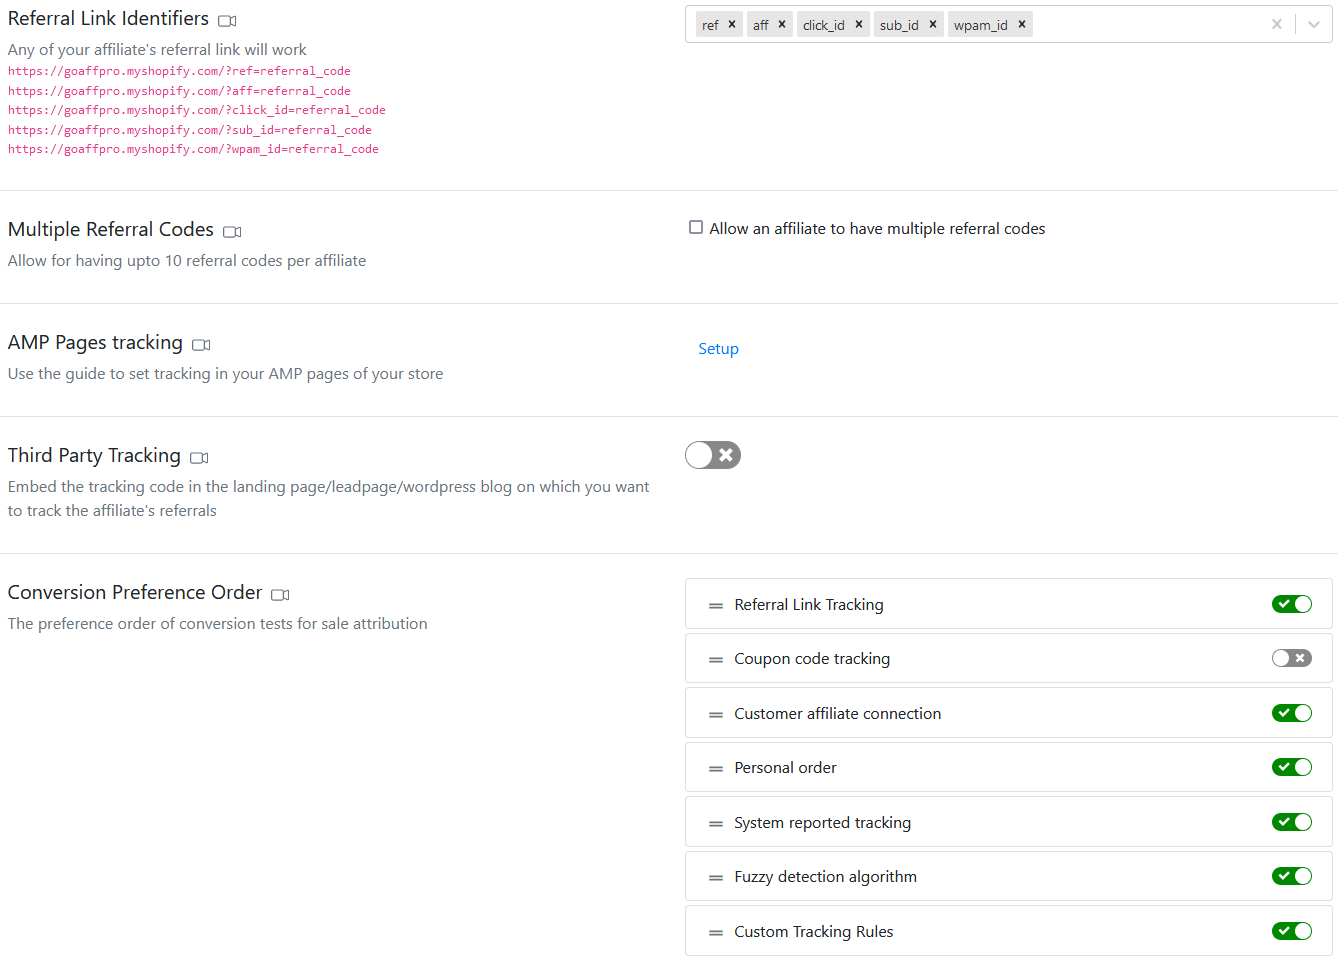 Referral Link Identifiers
Any of your affiliate's referral link will work
https://goaffpro.myshopify.com/?ref=referral_code
https://goaffpro.myshopify.com/?aff=referral_code
https://goaffpro.myshopify.com/?click_id=referral_code
https://goaffpro.myshopify.com/?sub_id=referral_code
https://goaffpro.myshopify.com/?wpam_id=referral_code
ref × aff × click_id × sub_id × wpam_id ×
Multiple Referral Codes
Allow for having upto 10 referral codes per affiliate
Allow an affiliate to have multiple referral codes
AMP Pages tracking
Use the guide to set tracking in your AMP pages of your store
Setup
Third Party Tracking
Embed the tracking code in the landing page/leadpage/wordpress blog on which you want
to track the affiliate's referrals
Conversion Preference Order
The preference order of conversion tests for sale attribution
Referral Link Tracking
Coupon code tracking
Customer affiliate connection
Personal order
System reported tracking
Fuzzy detection algorithm
Custom Tracking Rules